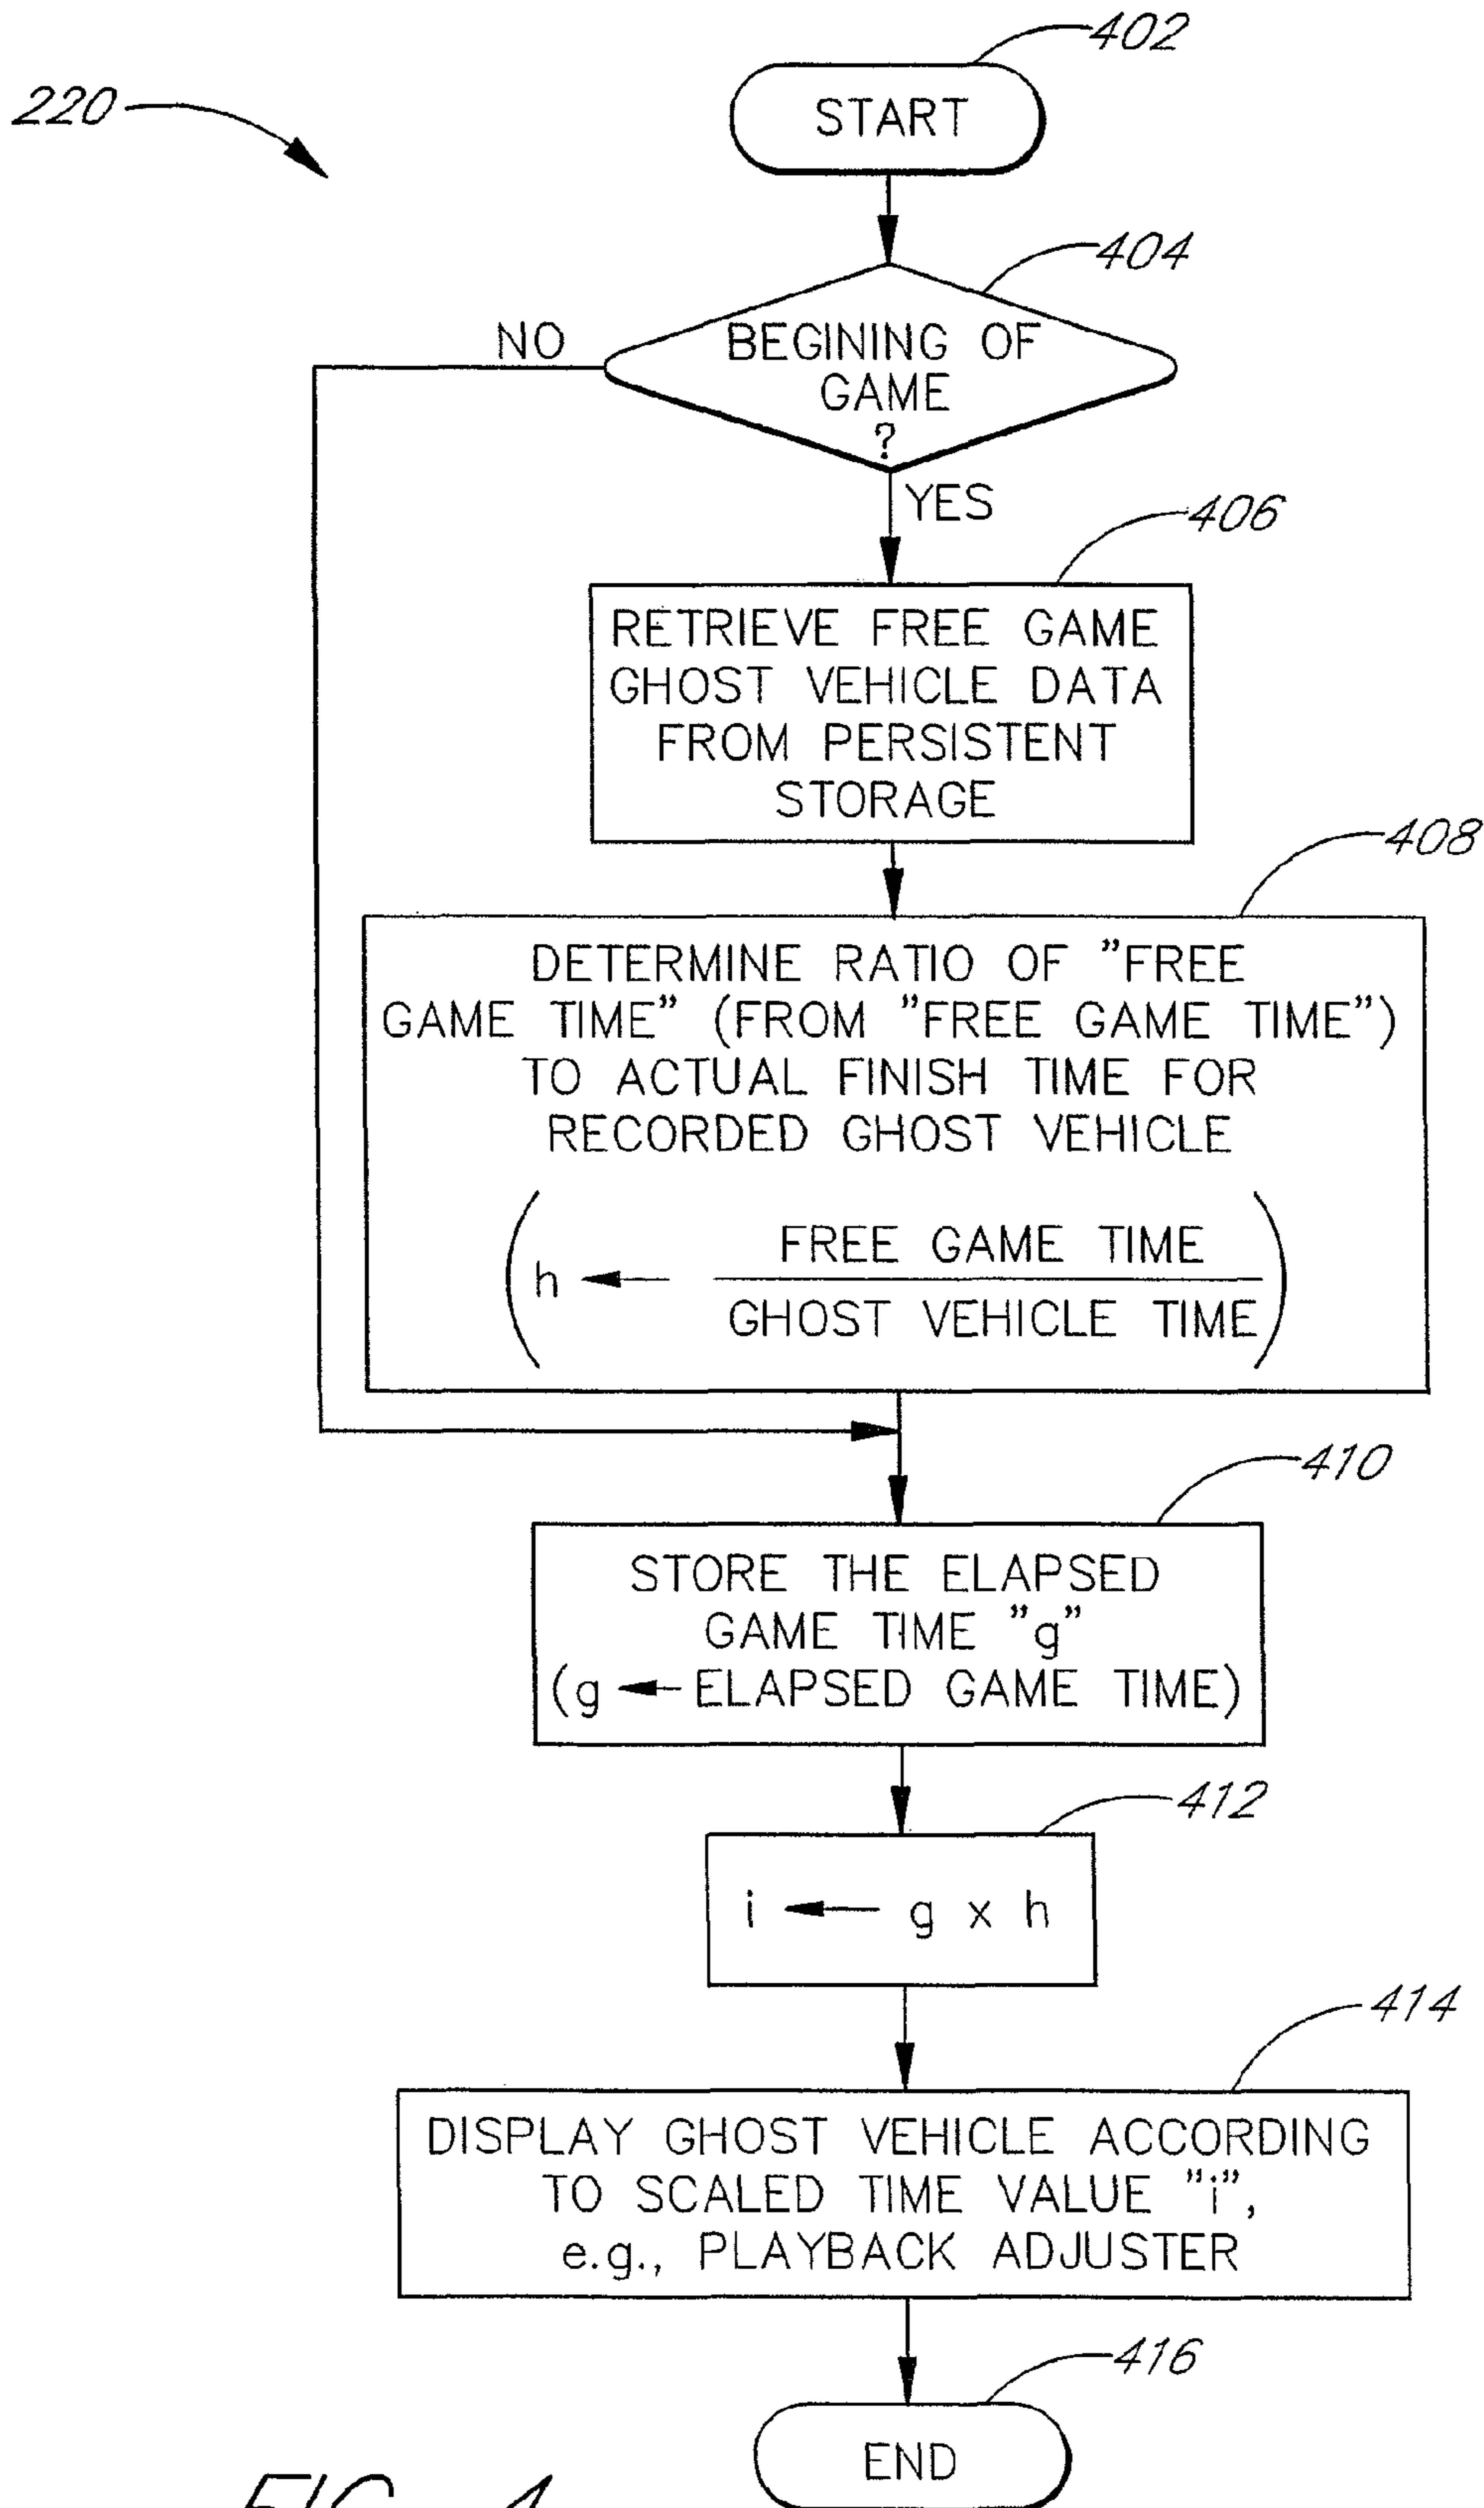 402
220
START
404
NO
BEGINING OF
GAME
?
YES
406
RETRIEVE FREE GAME
GHOST VEHICLE DATA
FROM PERSISTENT
STORAGE
408
DETERMINE RATIO OF "FREE
GAME TIME" (FROM "FREE GAME TIME")
TO ACTUAL FINISH TIME FOR
RECORDED GHOST VEHICLE
(h ← FREE GAME TIME
GHOST VEHICLE TIME)
410
STORE THE ELAPSED
GAME TIME "g"
(g ← ELAPSED GAME TIME)
412
i ← g x h
414
DISPLAY GHOST VEHICLE ACCORDING
TO SCALED TIME VALUE "i",
e.g., PLAYBACK ADJUSTER
416
END
FIG. 4